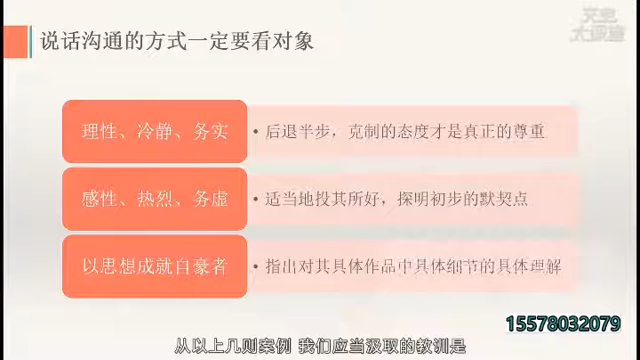 说话沟通的方式一定要看对象
理性、冷静、务实
• 后退半步，克制的态度才是真正的尊重
感性、热烈、务虚
• 适当地投其所好，探明初步的默契点
以思想成就自豪者
• 指出对其具体作品中具体细节的具体理解
15578032079
从以上几则案例 我们应当汲取的教训是